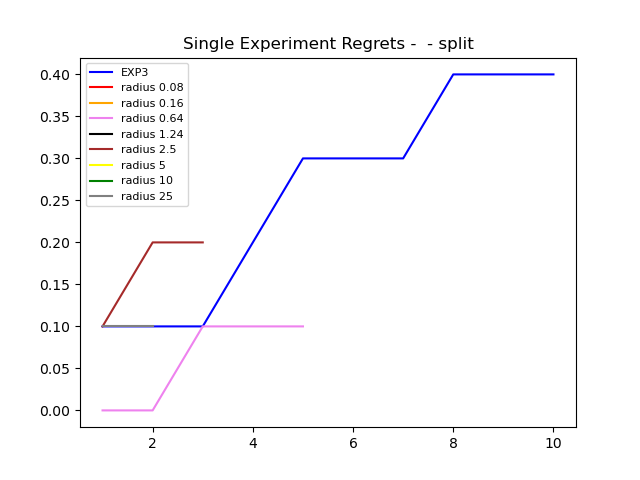 Single Experiment Regrets -  - split
0.40
0.35
0.30
0.25
0.20
0.15
0.10
0.05
0.00
EXP3
radius 0.08
radius 0.16
radius 0.64
radius 1.24
radius 2.5
radius 5
radius 10
radius 25
2 4 6 8 10